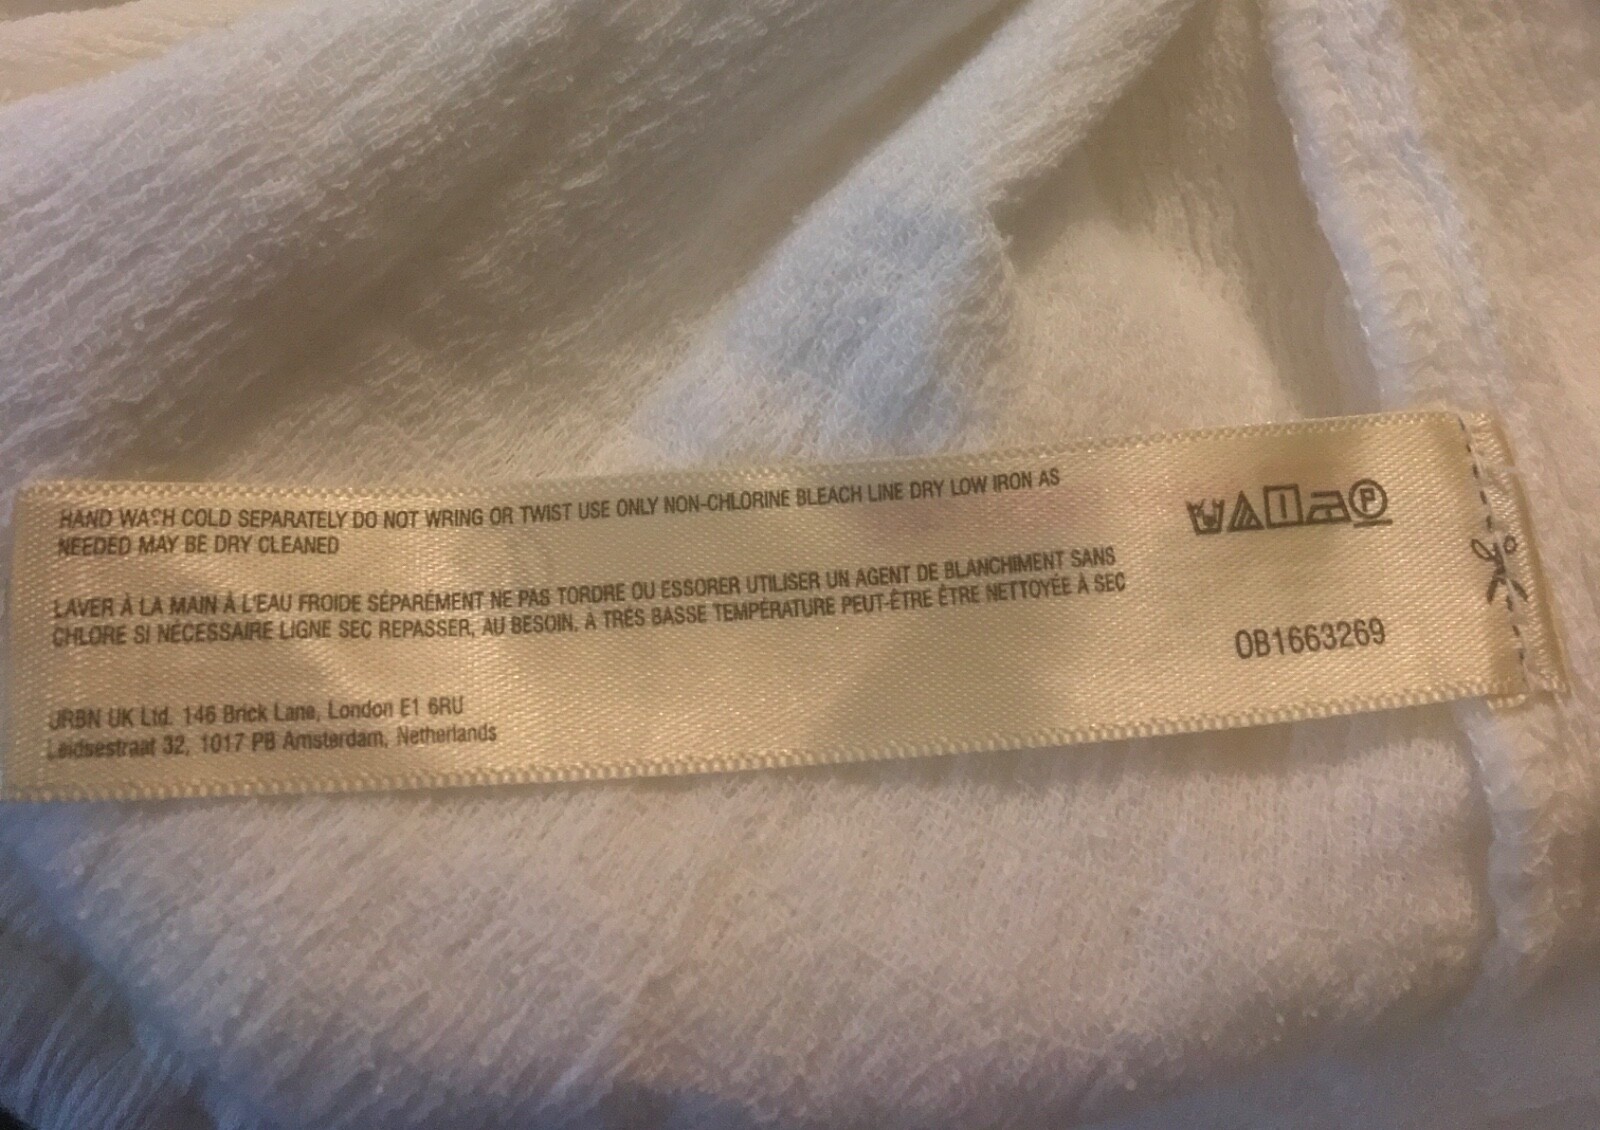 HAND WASH COLD SEPARATELY DO NOT WRING OR TWIST USE ONLY NON-CHLORINE BLEACH LINE DRY LOW IRON AS
NEEDED MAY BE DRY CLEANED
LAVER À LA MAIN À L'EAU FROIDE SÉPARÉMENT NE PAS TORDRE OU ESSORER UTILISER UN AGENT DE BLANCHIMENT SANS
CHLORE SI NÉCESSAIRE LIGNE SEC REPASSER, AU BESOIN, À TRÉS BASSE TEMPÉRATURE PEUT-ÊTRE ÊTRE NETTOYÉE À SEC
P
OB1663269
URBN UK Ltd. 146 Brick Lane, London E1 6RU
Leidsestraat 32, 1017 PB Amsterdam, Netherlands